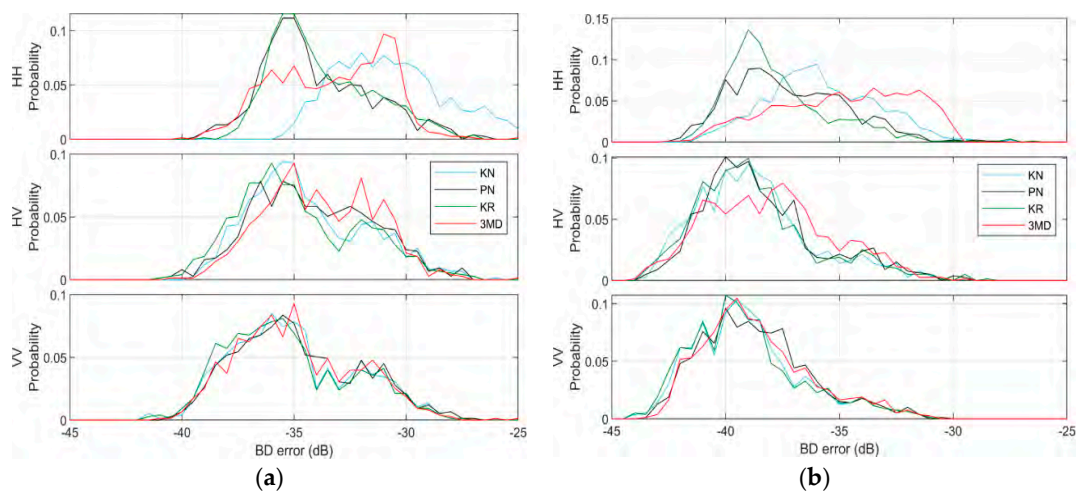 0.1
0.05
0
HH
Probability
0.1
0.05
0
HV
Probability
KN
PN
KR
3MD
0.1
0.05
0
VV
Probability
-45
-40
-35
-30
-25
BD error (dB)
(a)
0.15
0.1
0.05
0
HH
Probability
0.1
0.05
0
HV
Probability
KN
PN
KR
3MD
0.1
0.05
0
VV
Probability
-45
-40
-35
-30
-25
BD error (dB)
(b)